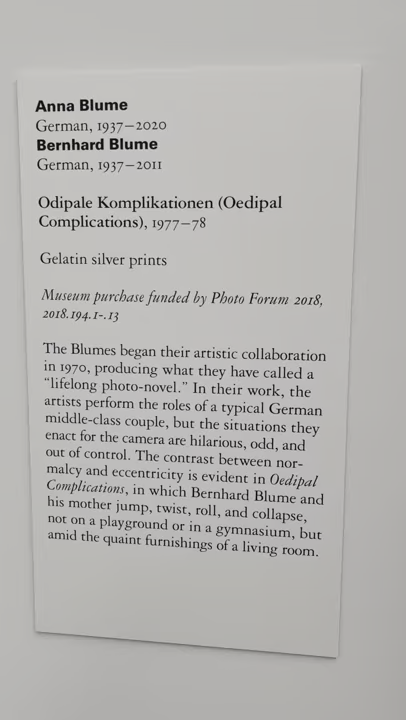 Anna Blume
German, 1937–2020
Bernhard Blume
German, 1937–2011
Odipale Komplikationen (Oedipal
Complications), 1977–78
Gelatin silver prints
Museum purchase funded by Photo Forum 2018,
2018.194.1-.13
The Blumes began their artistic collaboration
in 1970, producing what they have called a
“lifelong photo-novel.” In their work, the
artists perform the roles of a typical German
middle-class couple, but the situations they
enact for the camera are hilarious, odd, and
out of control. The contrast between nor-
malcy and eccentricity is evident in Oedipal
Complications, in which Bernhard Blume and
his mother jump, twist, roll, and collapse,
not on a playground or in a gymnasium, but
amid the quaint furnishings of a living room.